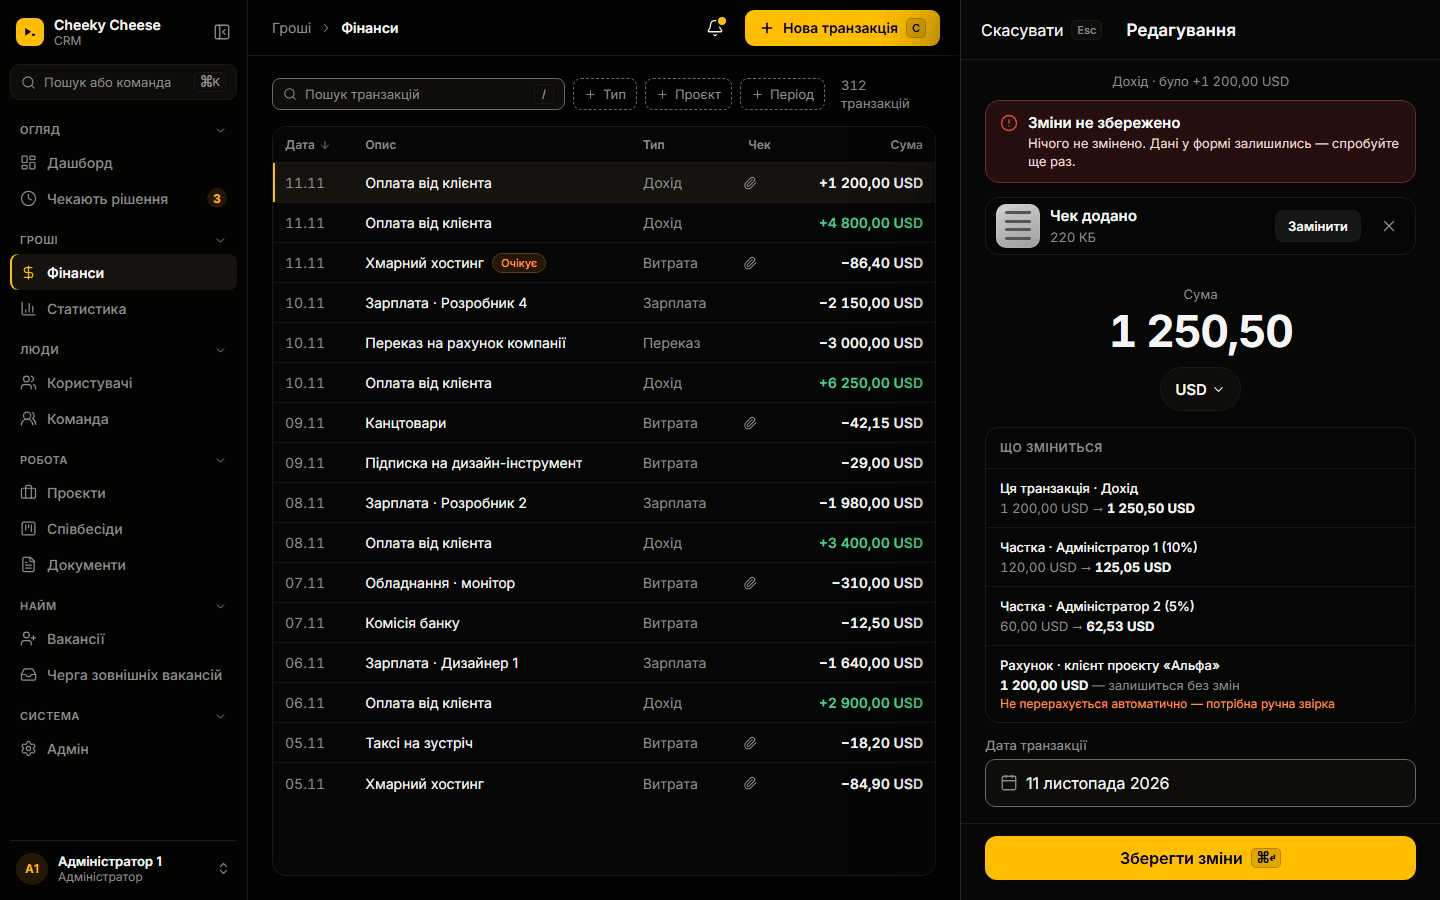 Cheeky Cheese
CRM
Пошук або команда ⌘K
ОГЛЯД
Дашборд
Чекають рішення 3
ГРОШІ
Фінанси
Статистика
ЛЮДИ
Користувачі
Команда
РОБОТА
Проєкти
Співбесіди
Документи
НАЙМ
Вакансії
Черга зовнішніх вакансій
СИСТЕМА
Адмін
A1 Адміністратор 1
Адміністратор
Гроші Фінанси
Нова транзакція C
Пошук транзакцій /
Тип
Проєкт
Період
312
транзакцій
Дата Опис Тип Чек Сума
11.11 Оплата від клієнта Дохід +1 200,00 USD
11.11 Оплата від клієнта Дохід +4 800,00 USD
11.11 Хмарний хостинг Очікує Витрата −86,40 USD
10.11 Зарплата · Розробник 4 Зарплата −2 150,00 USD
10.11 Переказ на рахунок компанії Переказ −3 000,00 USD
10.11 Оплата від клієнта Дохід +6 250,00 USD
09.11 Канцтовари Витрата −42,15 USD
09.11 Підписка на дизайн-інструмент Витрата −29,00 USD
08.11 Зарплата · Розробник 2 Зарплата −1 980,00 USD
08.11 Оплата від клієнта Дохід +3 400,00 USD
07.11 Обладнання · монітор Витрата −310,00 USD
07.11 Комісія банку Витрата −12,50 USD
06.11 Зарплата · Дизайнер 1 Зарплата −1 640,00 USD
06.11 Оплата від клієнта Дохід +2 900,00 USD
05.11 Таксі на зустріч Витрата −18,20 USD
05.11 Хмарний хостинг Витрата −84,90 USD
Скасувати Esc Редагування
Дохід · було +1 200,00 USD
Зміни не збережено
Нічого не змінено. Дані у формі залишились — спробуйте
ще раз.
Чек додано
220 КБ
Замінити
Сума
1 250,50
USD
ЩО ЗМІНИТЬСЯ
Ця транзакція · Дохід
1 200,00 USD → 1 250,50 USD
Частка · Адміністратор 1 (10%)
120,00 USD → 125,05 USD
Частка · Адміністратор 2 (5%)
60,00 USD → 62,53 USD
Рахунок · клієнт проєкту «Альфа»
1 200,00 USD — залишиться без змін
Не перерахується автоматично — потрібна ручна звірка
Дата транзакції
11 листопада 2026
Зберегти зміни ⌘↵